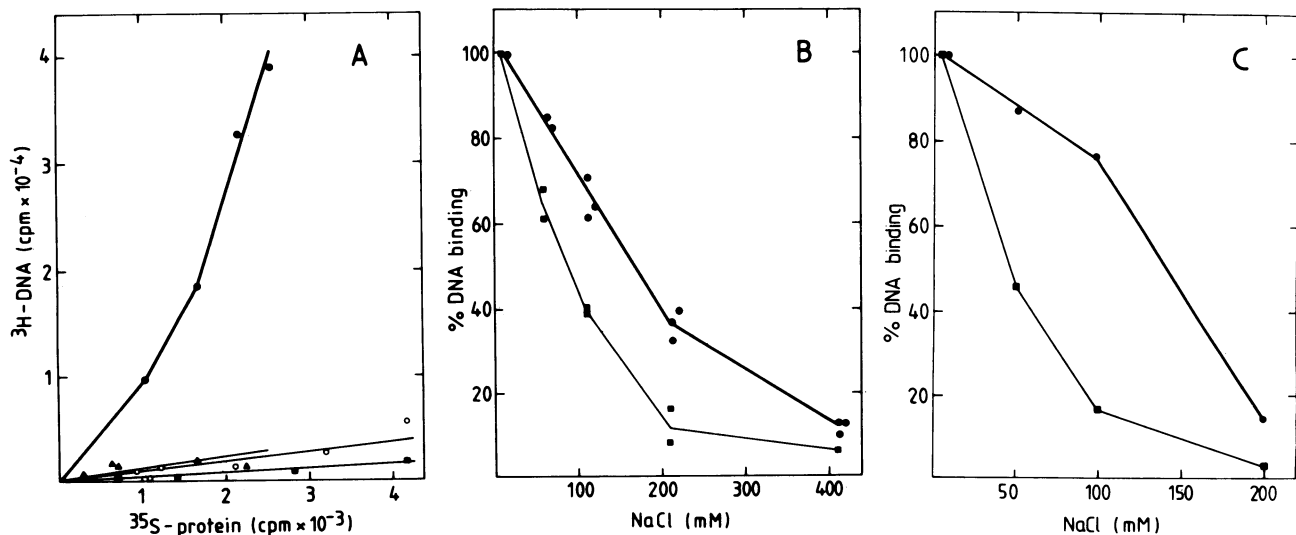 A
4
3
2
1
³H-DNA (cpm × 10⁻⁴)
1
2
3
4
³⁵S-protein (cpm × 10⁻³)
B
100
80
60
40
20
% DNA binding
100
200
300
400
NaCl (mM)
C
100
80
60
40
20
% DNA binding
50
100
150
200
NaCl (mM)